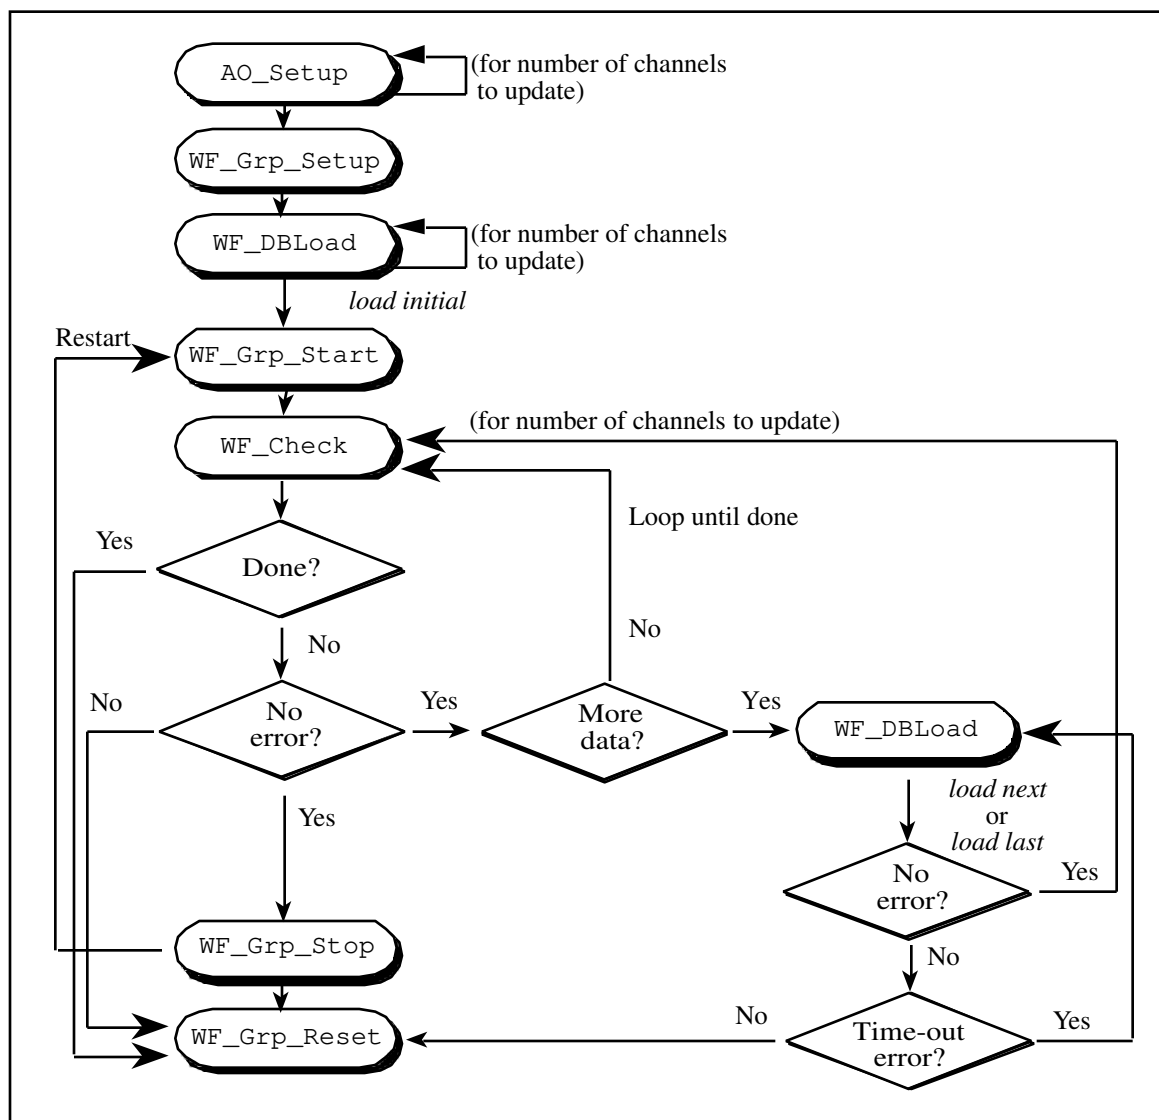 AO_Setup
(for number of channels
to update)
WF_Grp_Setup
WF_DBLoad
(for number of channels
to update)
load initial
Restart
WF_Grp_Start
(for number of channels to update)
WF_Check
Loop until done
Yes
Done?
No
No
No
No
error?
Yes
More
data?
Yes
WF_DBLoad
load next
or
load last
Yes
No
error?
Yes
WF_Grp_Stop
No
WF_Grp_Reset
No
Time-out
error?
Yes